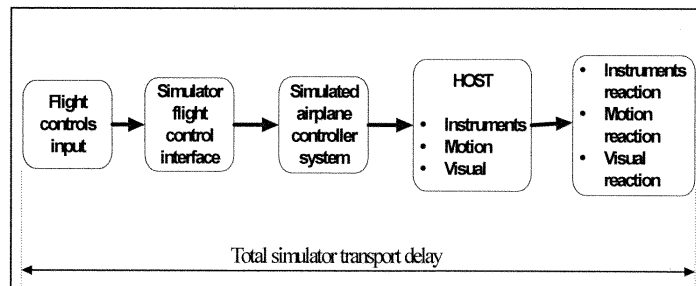 Flight
controls
input
Simulator
flight
control
interface
Simulated
airplane
controller
system
HOST
• Instruments
• Motion
• Visual
• Instruments
reaction
• Motion
reaction
• Visual
reaction
Total simulator transport delay